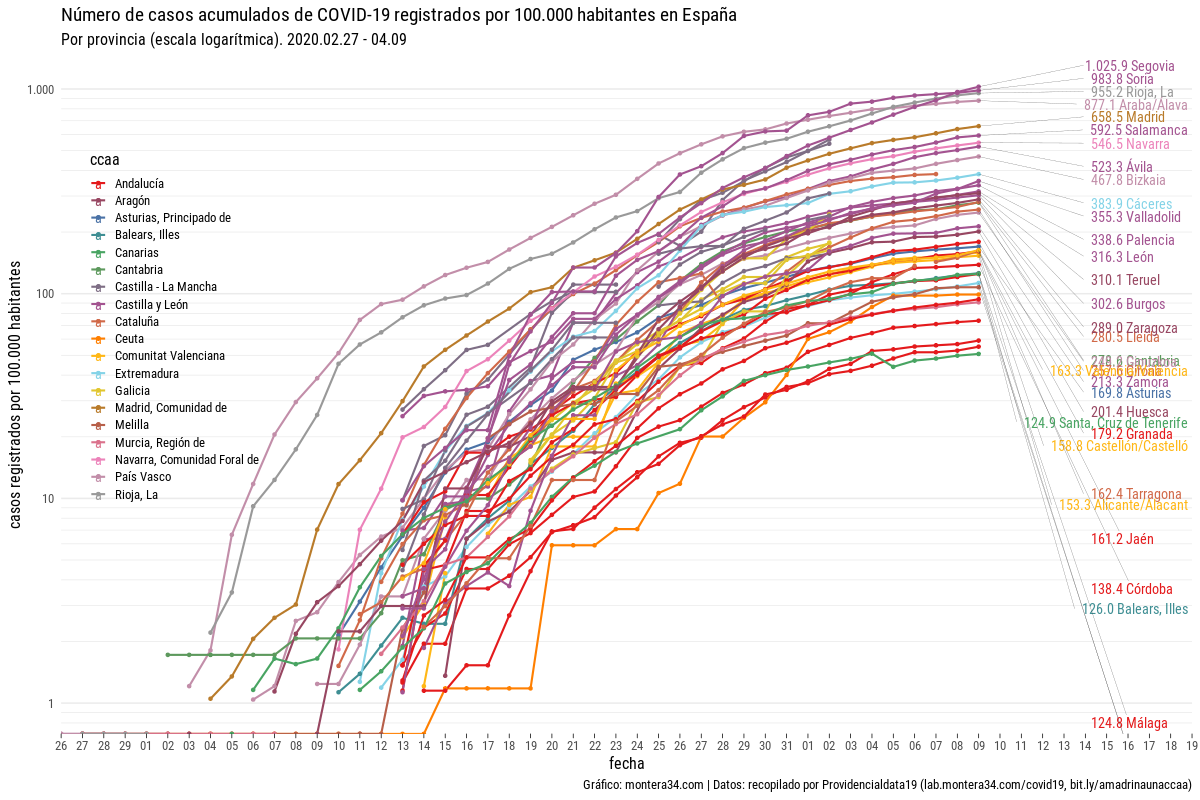 Número de casos acumulados de COVID-19 registrados por 100.000 habitantes en España
Por provincia (escala logarítmica). 2020.02.27 - 04.09
casos registrados por 100.000 habitantes
1.000
100
10
1
ccaa
Andalucía
Aragón
Asturias, Principado de
Balears, Illes
Canarias
Cantabria
Castilla - La Mancha
Castilla y León
Cataluña
Ceuta
Comunitat Valenciana
Extremadura
Galicia
Madrid, Comunidad de
Melilla
Murcia, Región de
Navarra, Comunidad Foral de
País Vasco
Rioja, La
1.025.9 Segovia
983.8 Soria
955.2 Rioja, La
877.1 Araba/Álava
658.5 Madrid
592.5 Salamanca
546.5 Navarra
523.3 Ávila
467.8 Bizkaia
383.9 Cáceres
355.3 Valladolid
338.6 Palencia
316.3 León
310.1 Teruel
302.6 Burgos
289.0 Zaragoza
280.5 Lleida
Cantabria
163.3
213.3 Zamora
169.8 Asturias
201.4 Huesca
124.9 Santa, Cruz de Tenerife
179.2 Granada
158.8 Castellón/Castelló
162.4 Tarragona
153.3 Alicante/Alacant
161.2 Jaén
138.4 Córdoba
126.0 Balears, Illes
124.8 Málaga
26 27 28 29 01 02 03 04 05 06 07 08 09 10 11 12 13 14 15 16 17 18 19 20 21 22 23 24 25 26 27 28 29 30 31 01 02 03 04 05 06 07 08 09 10 11 12 13 14 15 16 17 18 19
fecha
Gráfico: montera34.com | Datos: recopilado por Providencialdata19 (lab.montera34.com/covid19, bit.ly/amadrinaunaccaa)